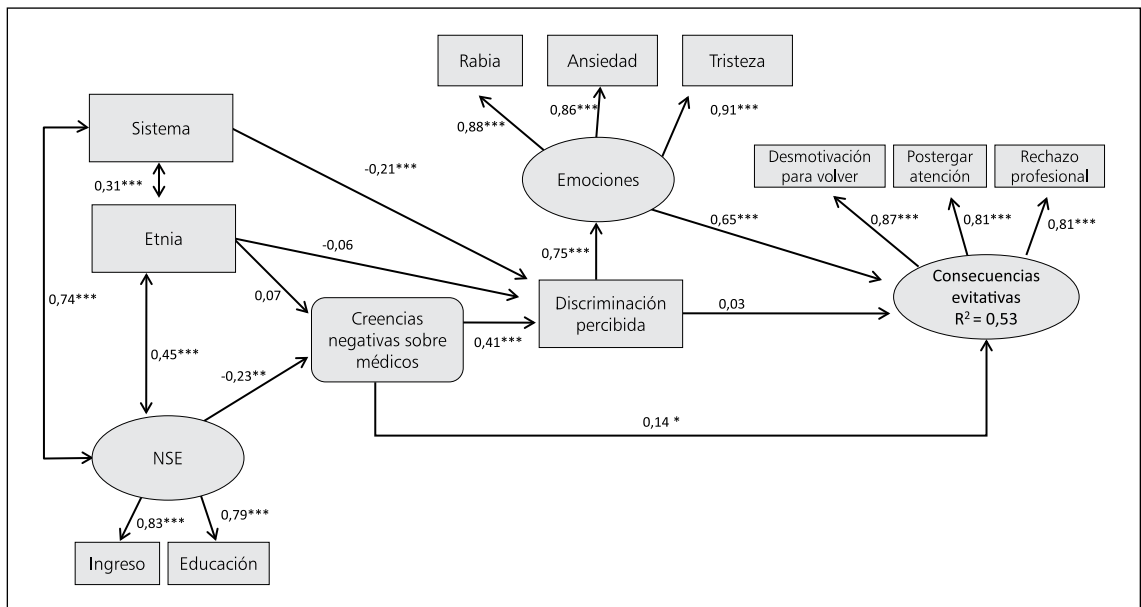 Rabia
Ansiedad
Tristeza
0,88***
0,86***
0,91***
Sistema
Emociones
Desmotivación
para volver
Postergar
atención
Rechazo
profesional
0,31***
-0,21***
0,65***
0,87***
0,81***
0,81***
Etnia
-0,06
0,75***
0,07
0,74***
Creencias
negativas sobre
médicos
0,41***
Discriminación
percibida
0,03
Consecuencias
evitativas
R² = 0,53
0,45***
-0,23**
0,14 *
NSE
0,83***
0,79***
Ingreso
Educación